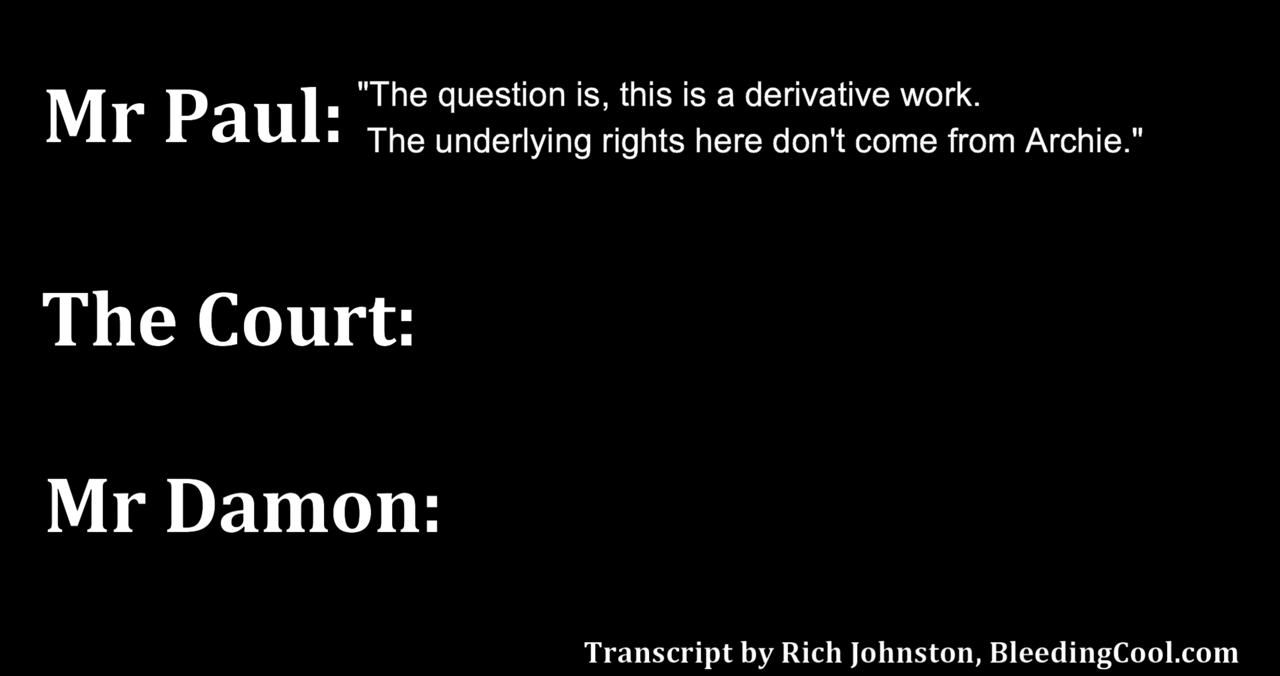 Mr Paul: "The question is, this is a derivative work.
The underlying rights here don't come from Archie."
The Court:
Mr Damon:
Transcript by Rich Johnston, BleedingCool.com